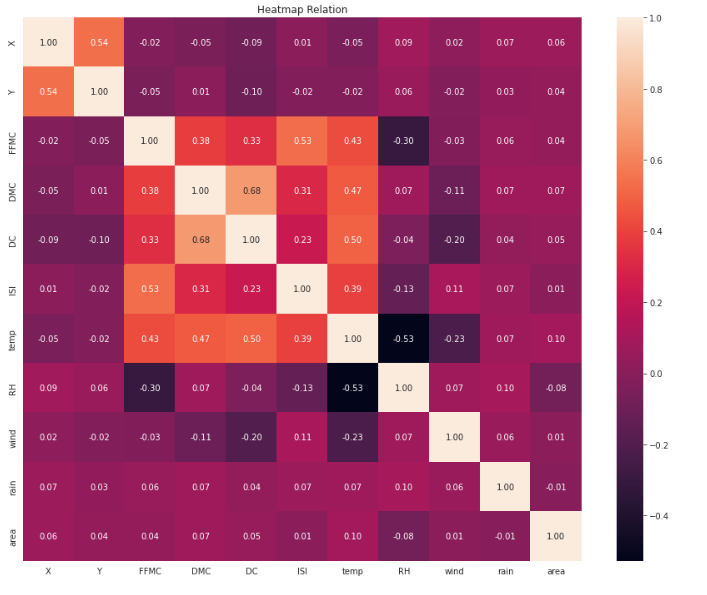 Heatmap Relation
X 1.00 0.54 -0.02 -0.05 -0.09 0.01 -0.05 0.09 0.02 0.07 0.06
Y 0.54 1.00 -0.05 0.01 -0.10 -0.02 -0.02 0.06 -0.02 0.03 0.04
FFMC -0.02 -0.05 1.00 0.38 0.33 0.53 0.43 -0.30 -0.03 0.06 0.04
DMC -0.05 0.01 0.38 1.00 0.68 0.31 0.47 0.07 -0.11 0.07 0.07
DC -0.09 -0.10 0.33 0.68 1.00 0.23 0.50 -0.04 -0.20 0.04 0.05
ISI 0.01 -0.02 0.53 0.31 0.23 1.00 0.39 -0.13 0.11 0.07 0.01
temp -0.05 -0.02 0.43 0.47 0.50 0.39 1.00 -0.53 -0.23 0.07 0.10
RH 0.09 0.06 -0.30 0.07 -0.04 -0.13 -0.53 1.00 0.07 0.10 -0.08
wind 0.02 -0.02 -0.03 -0.11 -0.20 0.11 -0.23 0.07 1.00 0.06 0.01
rain 0.07 0.03 0.06 0.07 0.04 0.07 0.07 0.10 0.06 1.00 -0.01
area 0.06 0.04 0.04 0.07 0.05 0.01 0.10 -0.08 0.01 -0.01 1.00
X Y FFMC DMC DC ISI temp RH wind rain area
1.0
0.8
0.6
0.4
0.2
0.0
−0.2
−0.4